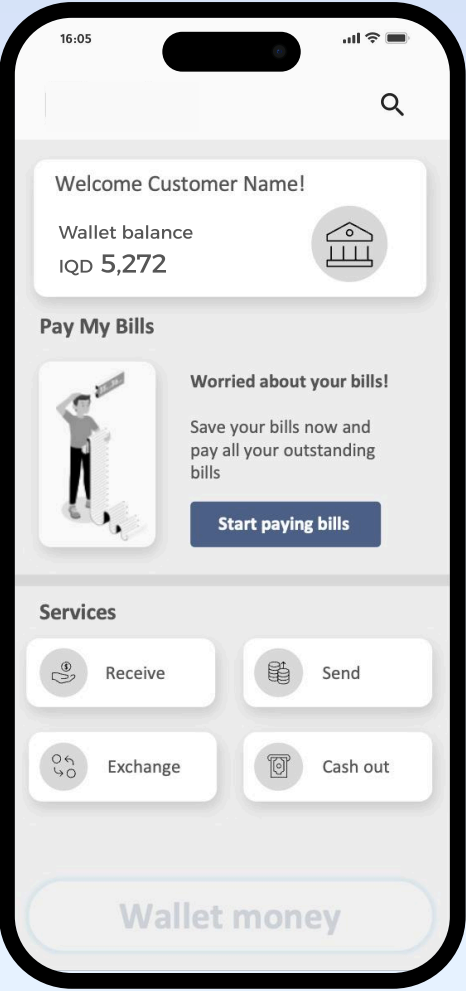 16:05
Welcome Customer Name!
Wallet balance
IQD 5,272
Pay My Bills
Worried about your bills!
Save your bills now and
pay all your outstanding
bills
Start paying bills
Services
Receive
Send
Exchange
Cash out
Wallet money